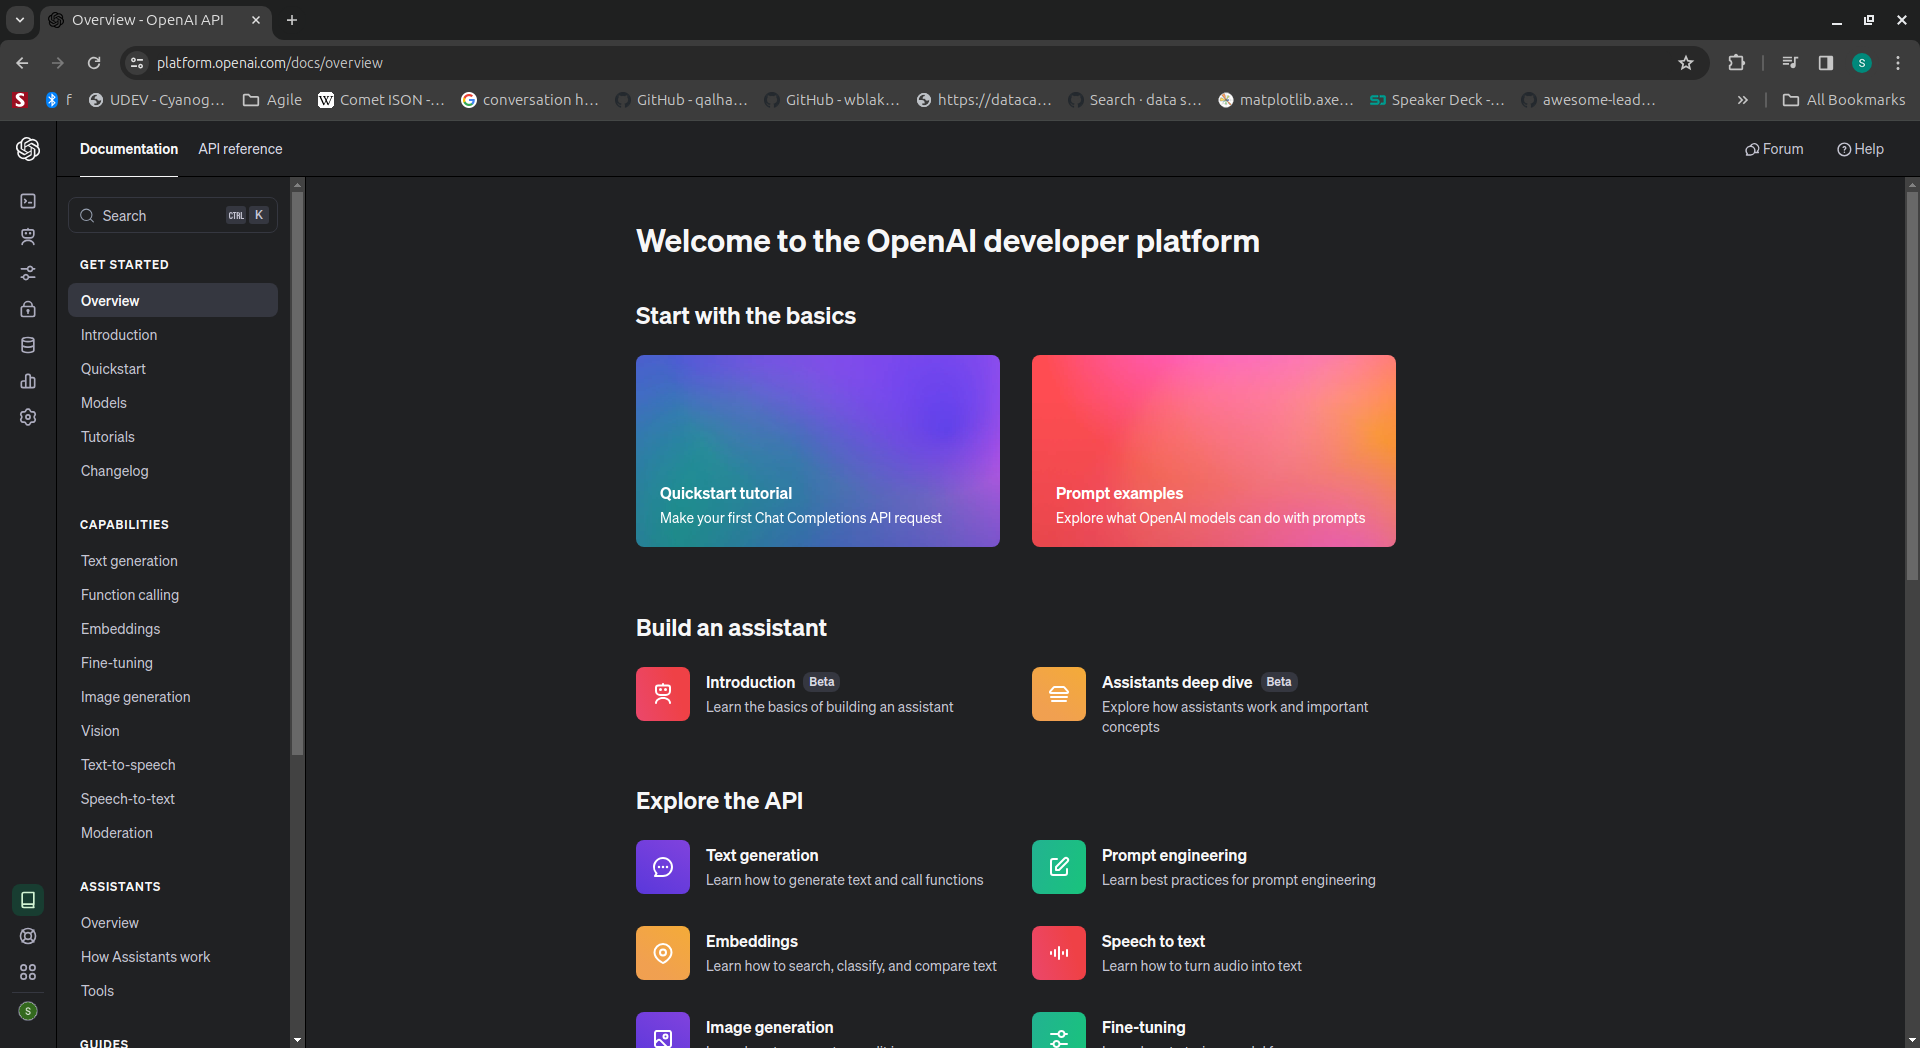 Overview - OpenAI API
platform.openai.com/docs/overview
f
UDEV - Cyanog...
Agile
Comet ISON -...
conversation h...
GitHub - qalha...
GitHub - wblak...
https://dataca...
Search · data s...
matplotlib.axe...
Speaker Deck -...
awesome-lead...
All Bookmarks
Documentation
API reference
Forum
Help
Search
CTRL K
GET STARTED
Overview
Introduction
Quickstart
Models
Tutorials
Changelog
CAPABILITIES
Text generation
Function calling
Embeddings
Fine-tuning
Image generation
Vision
Text-to-speech
Speech-to-text
Moderation
ASSISTANTS
Overview
How Assistants work
Tools
GUIDES
S
Welcome to the OpenAI developer platform
Start with the basics
Quickstart tutorial
Make your first Chat Completions API request
Prompt examples
Explore what OpenAI models can do with prompts
Build an assistant
Introduction Beta
Learn the basics of building an assistant
Assistants deep dive Beta
Explore how assistants work and important
concepts
Explore the API
Text generation
Learn how to generate text and call functions
Prompt engineering
Learn best practices for prompt engineering
Embeddings
Learn how to search, classify, and compare text
Speech to text
Learn how to turn audio into text
Image generation
Fine-tuning